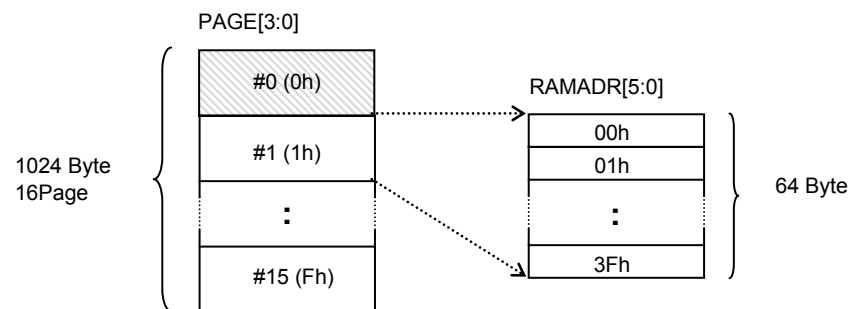 PAGE[3:0]
#0 (0h)
#1 (1h)
:
#15 (Fh)
1024 Byte
16Page
RAMADR[5:0]
00h
01h
:
3Fh
64 Byte